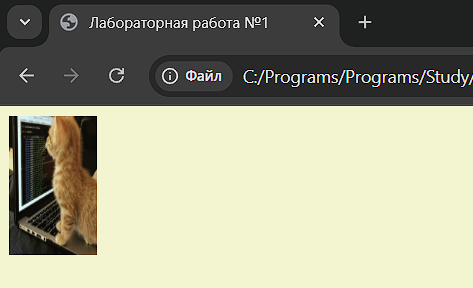 Лабораторная работа №1
Файл
C:/Programs/Programs/Study/